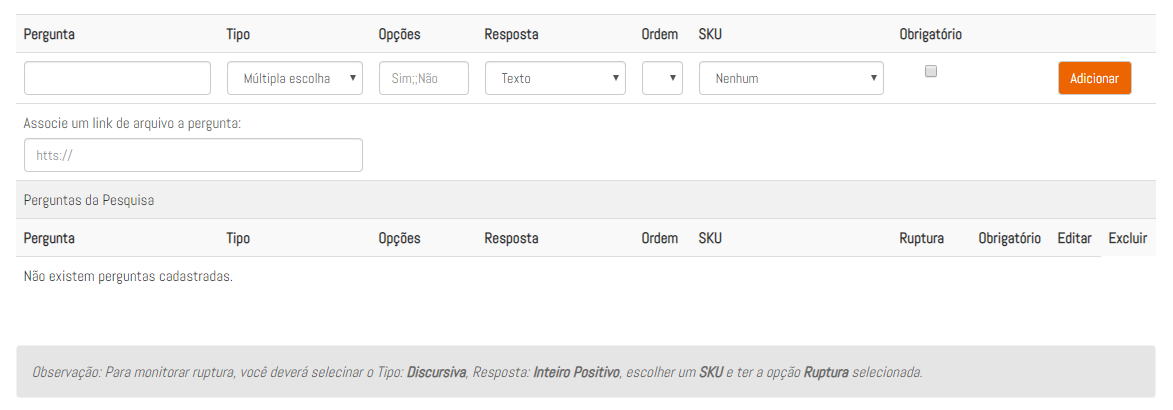 Pergunta Tipo Opções Resposta Ordem SKU Obrigatório
Múltipla escolha Sim;;Não Texto Nenhum Adicionar
Associe um link de arquivo a pergunta:
htts://
Perguntas da Pesquisa
Pergunta Tipo Opções Resposta Ordem SKU Ruptura Obrigatório Editar Excluir
Não existem perguntas cadastradas.
Observação: Para monitorar ruptura, você deverá selecinar o Tipo: Discursiva, Resposta: Inteiro Positivo, escolher um SKU e ter a opção Ruptura selecionada.